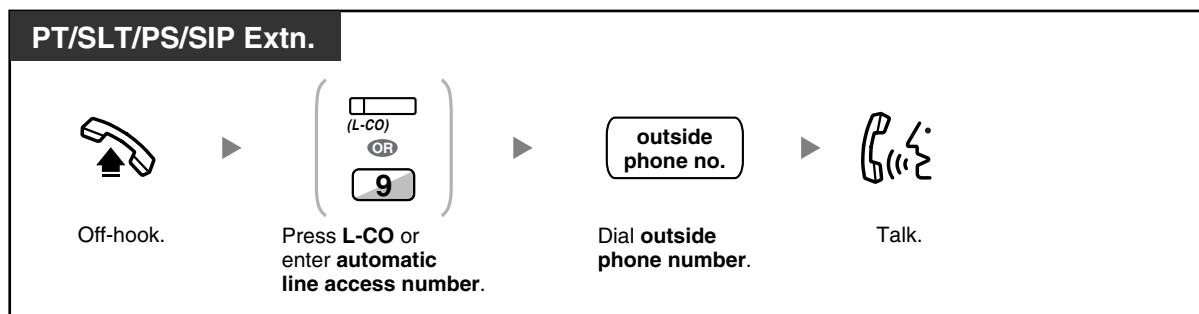 PT/SLT/PS/SIP Extn.
(L-CO)
OR
9
outside
phone no.
Off-hook.
Press L-CO or
enter automatic
line access number.
Dial outside
phone number.
Talk.